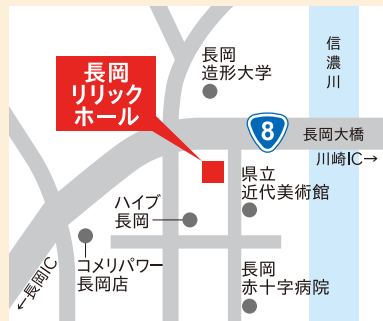 長岡
造形大学
信濃川
長岡
リリック
ホール
8
長岡大橋
川崎IC→
県立
近代美術館
ハイブ
長岡
コメリパワー
長岡店
←長岡IC
長岡
赤十字病院